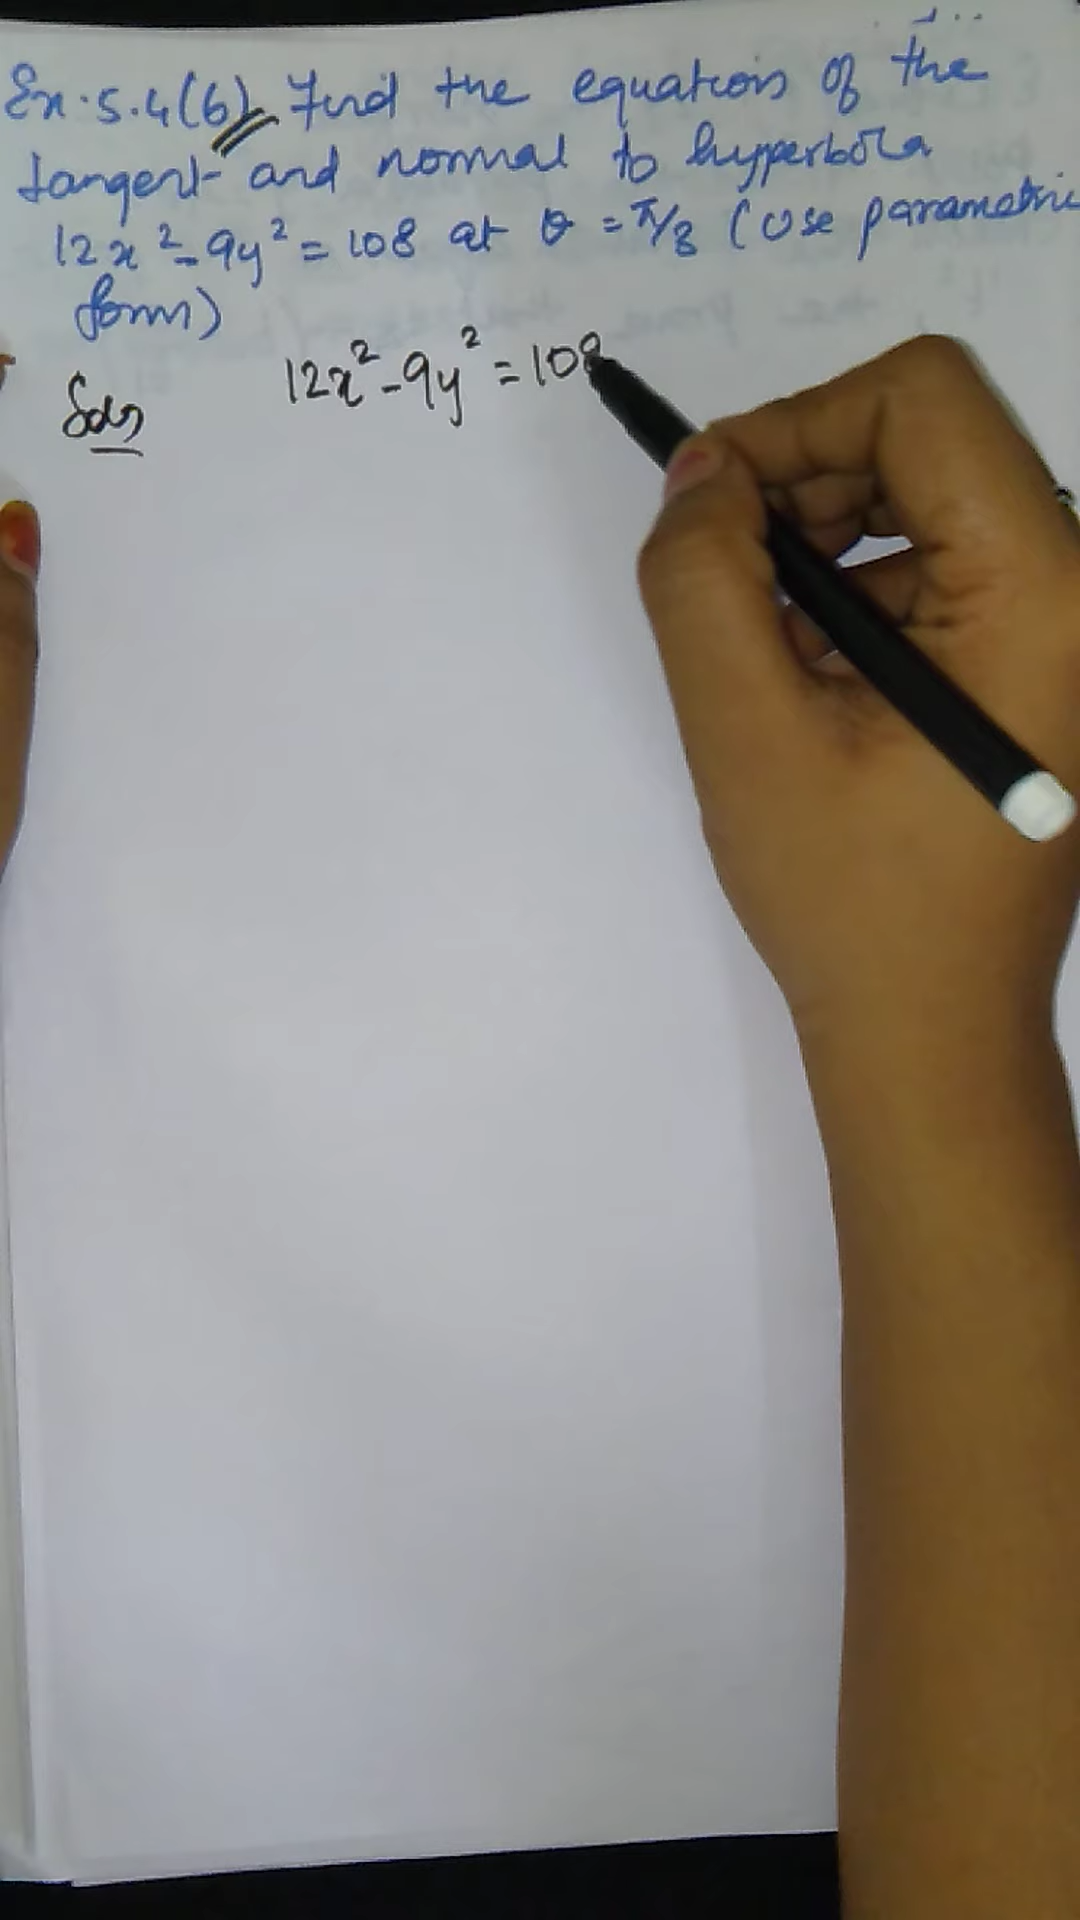 Ex.5.4(6) Find the equation of the
tangent and normal to hyperbola
12x² - 9y² = 108 at θ = π/3 (Use parametric
form)
Soln 12x² - 9y² = 108